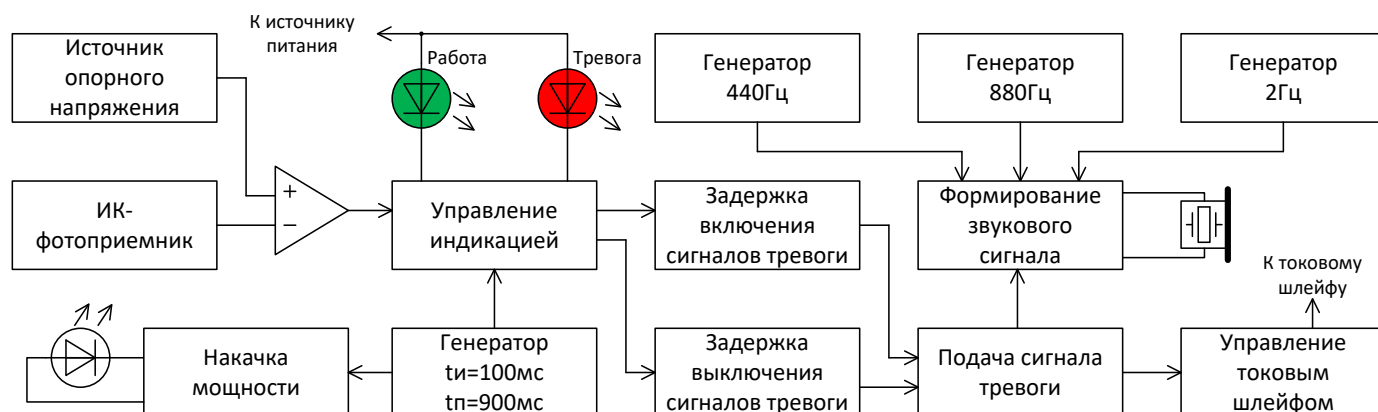 К источнику
питания
Источник
опорного
напряжения
Работа
Тревога
Генератор
440Гц
Генератор
880Гц
Генератор
2Гц
+
−
ИК-
фотоприемник
Управление
индикацией
Задержка
включения
сигналов тревоги
Формирование
звукового
сигнала
К токовому
шлейфу
Накачка
мощности
Генератор
tи=100мс
tп=900мс
Задержка
выключения
сигналов тревоги
Подача сигнала
тревоги
Управление
токовым
шлейфом